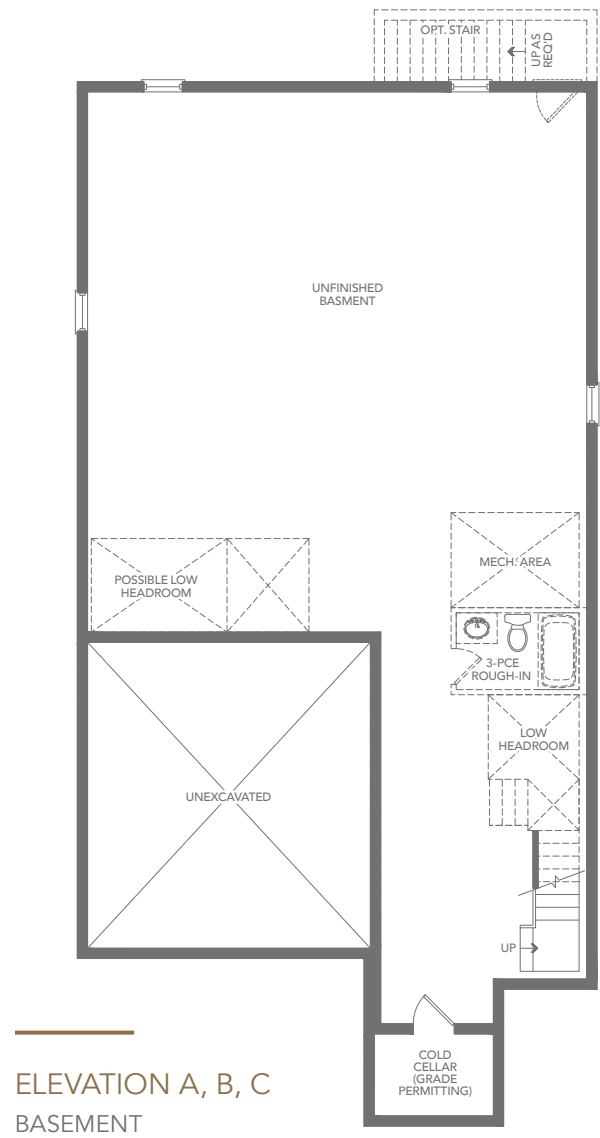 OPT. STAIR
UP AS
REQ'D
UNFINISHED
BASMENT
MECH. AREA
POSSIBLE LOW
HEADROOM
3-PCE
ROUGH-IN
LOW
HEADROOM
UNEXCAVATED
UP
COLD
CELLAR
(GRADE
PERMITTING)
ELEVATION A, B, C
BASEMENT